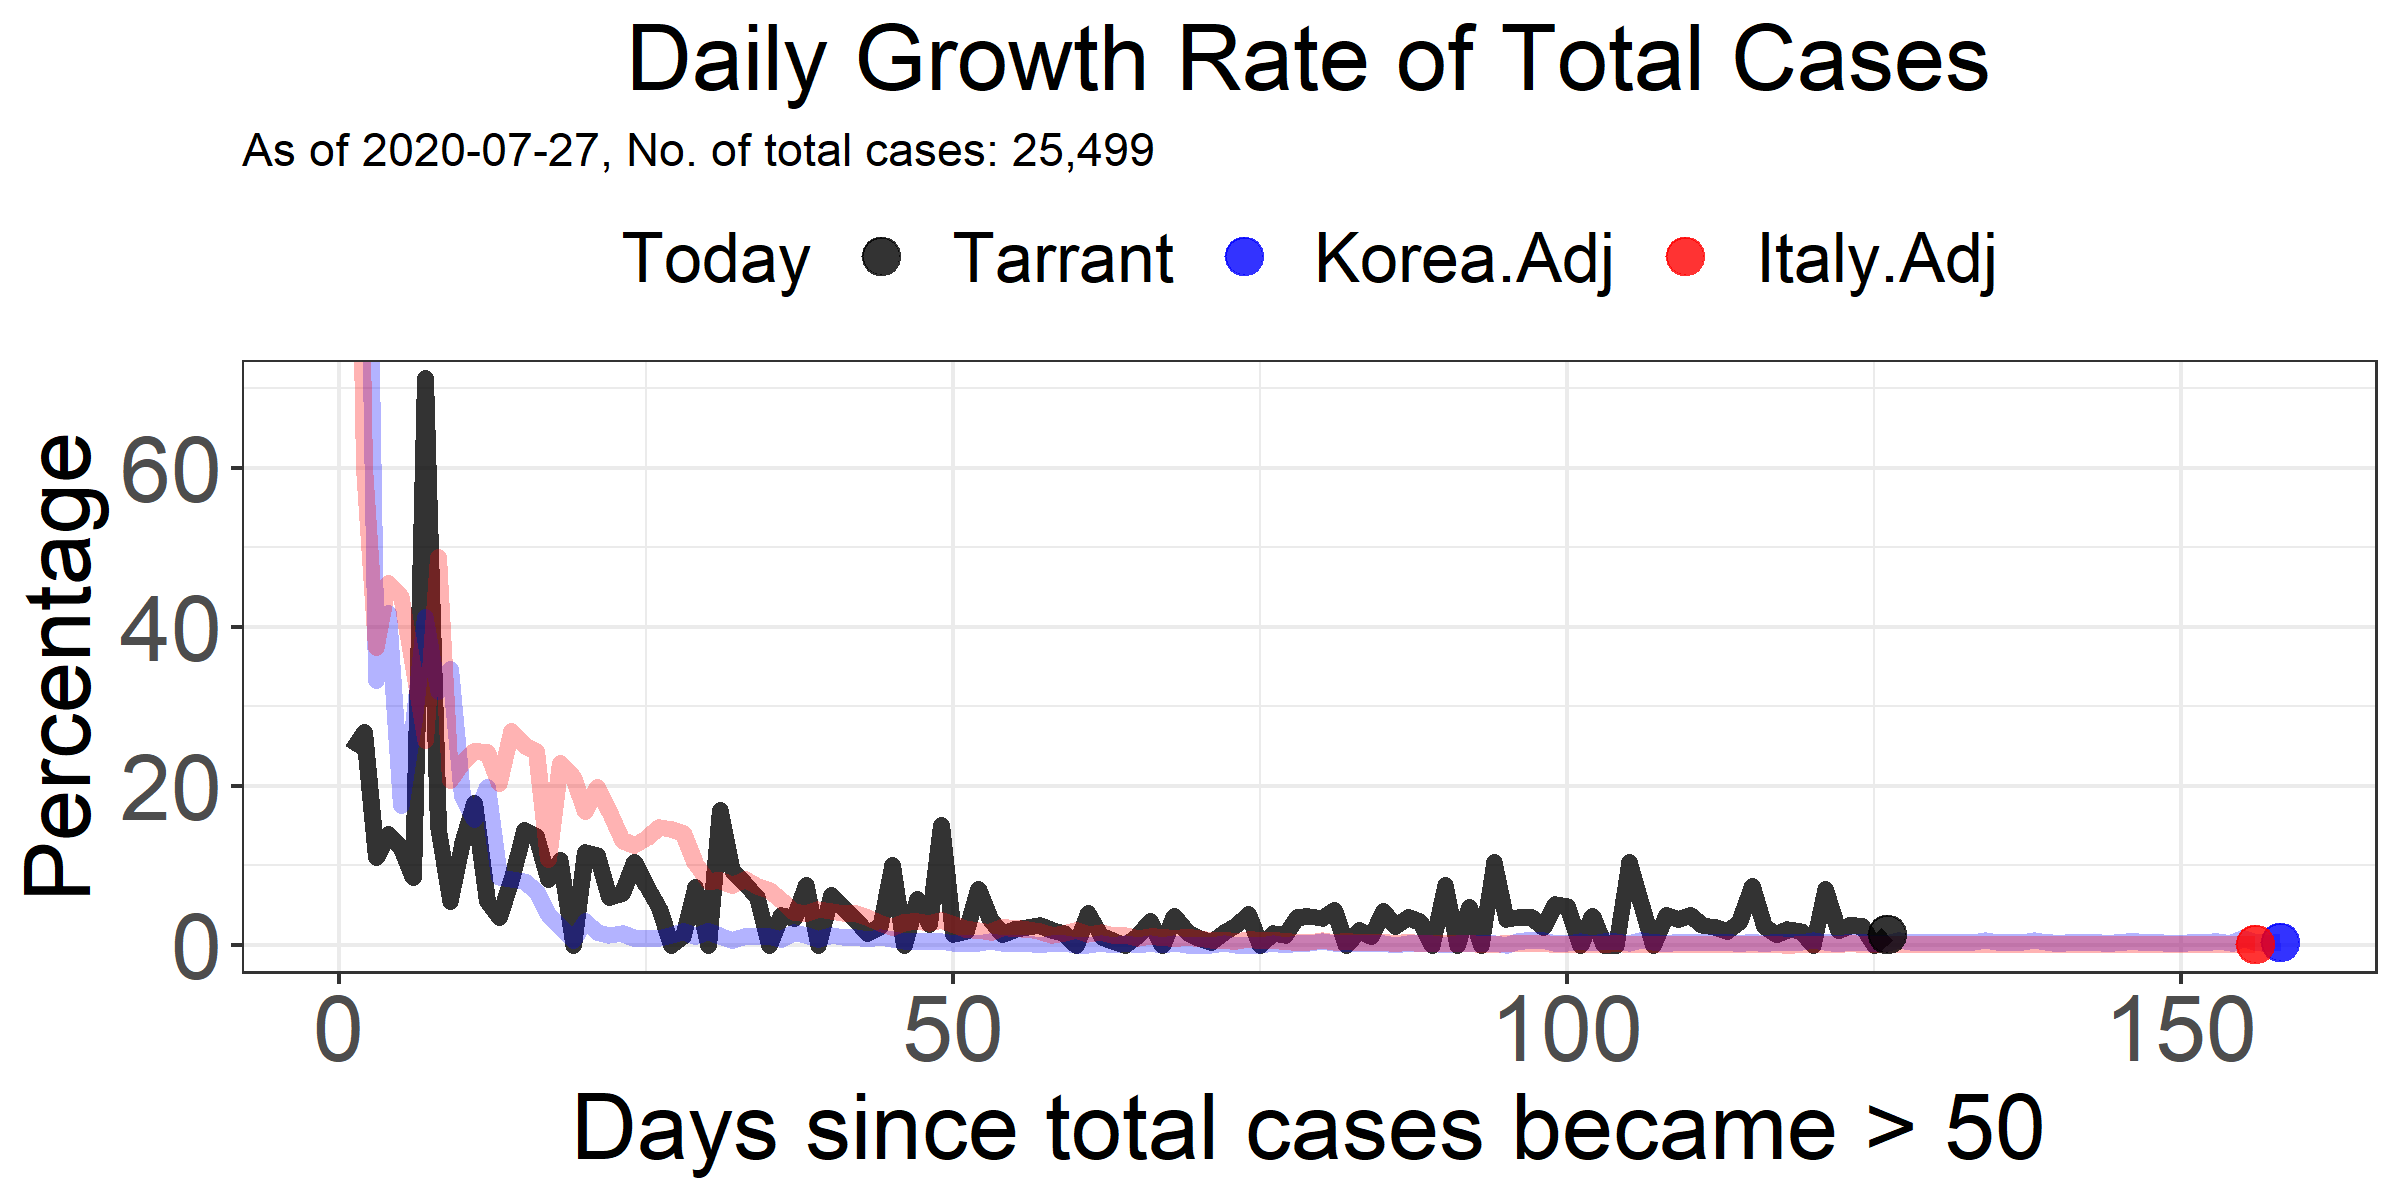 Daily Growth Rate of Total Cases
As of 2020-07-27, No. of total cases: 25,499
Today Tarrant Korea.Adj Italy.Adj
Percentage
60
40
20
0
0 50 100 150
Days since total cases became > 50